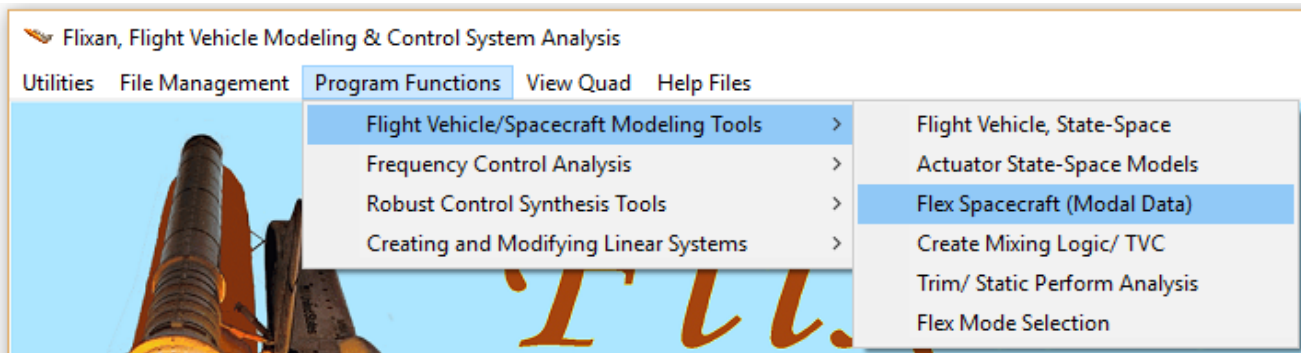 Flixan, Flight Vehicle Modeling & Control System Analysis
Utilities File Management Program Functions View Quad Help Files
Flight Vehicle/Spacecraft Modeling Tools >
Frequency Control Analysis >
Robust Control Synthesis Tools >
Creating and Modifying Linear Systems >
Flight Vehicle, State-Space
Actuator State-Space Models
Flex Spacecraft (Modal Data)
Create Mixing Logic/ TVC
Trim/ Static Perform Analysis
Flex Mode Selection